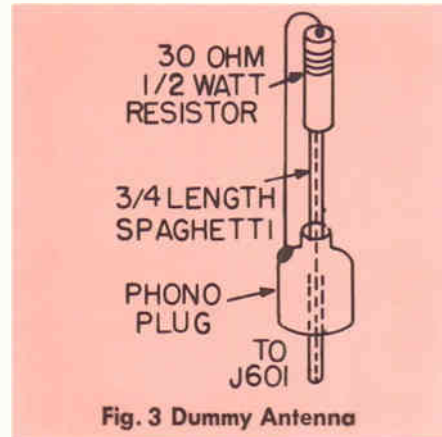 30 OHM
1/2 WATT
RESISTOR
3/4 LENGTH
SPAGHETTI
PHONO
PLUG
TO
J601
Fig. 3 Dummy Antenna